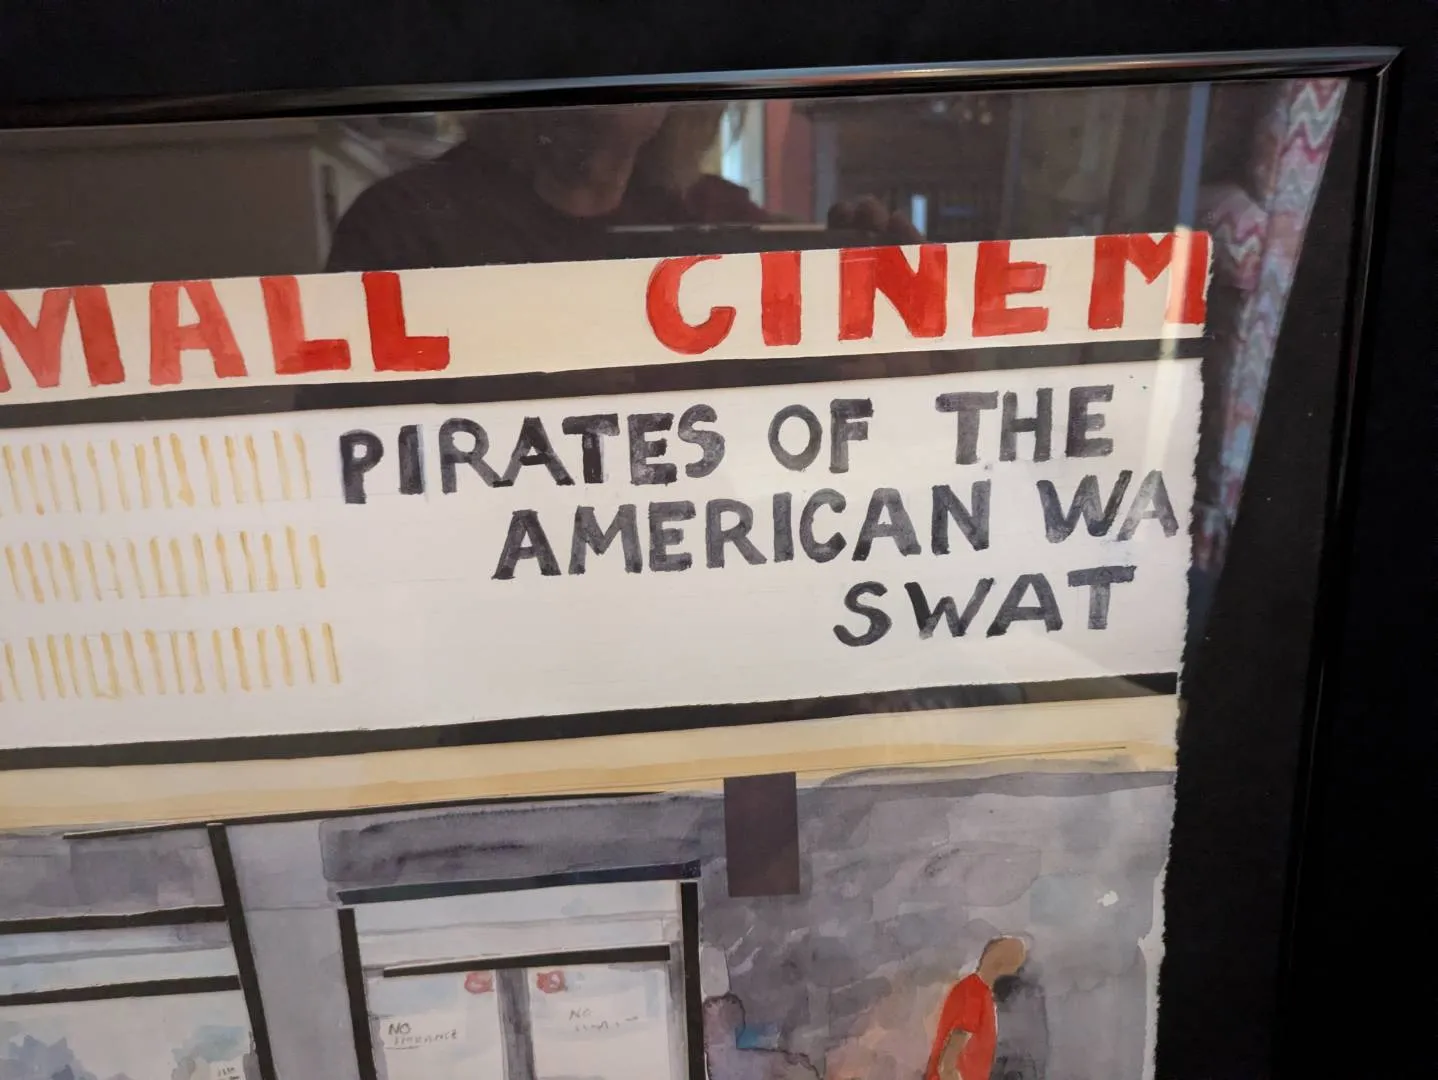 MALL CINEM
PIRATES OF THE
AMERICAN WA
SWAT
NO